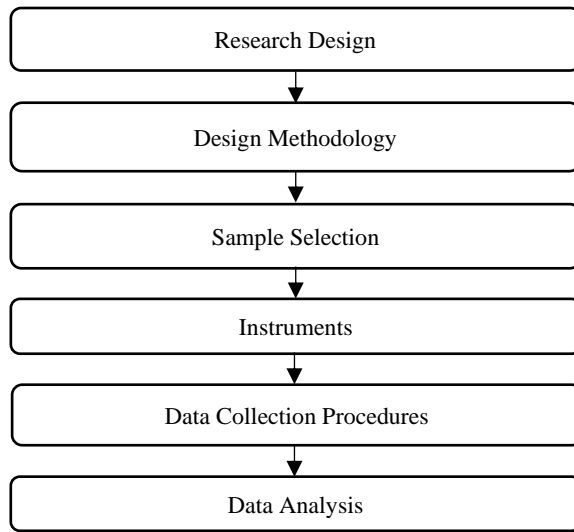 Research Design
Design Methodology
Sample Selection
Instruments
Data Collection Procedures
Data Analysis